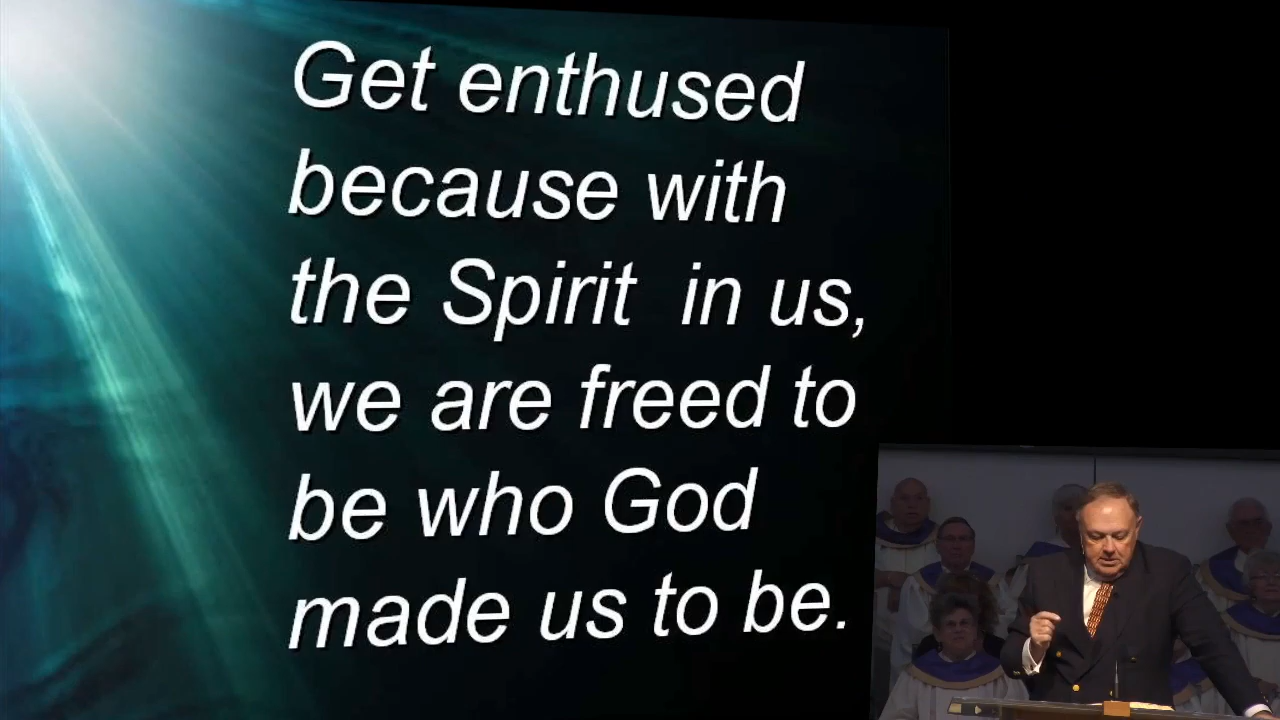 Get enthused
because with
the Spirit  in us,
we are freed to
be who God
made us to be.